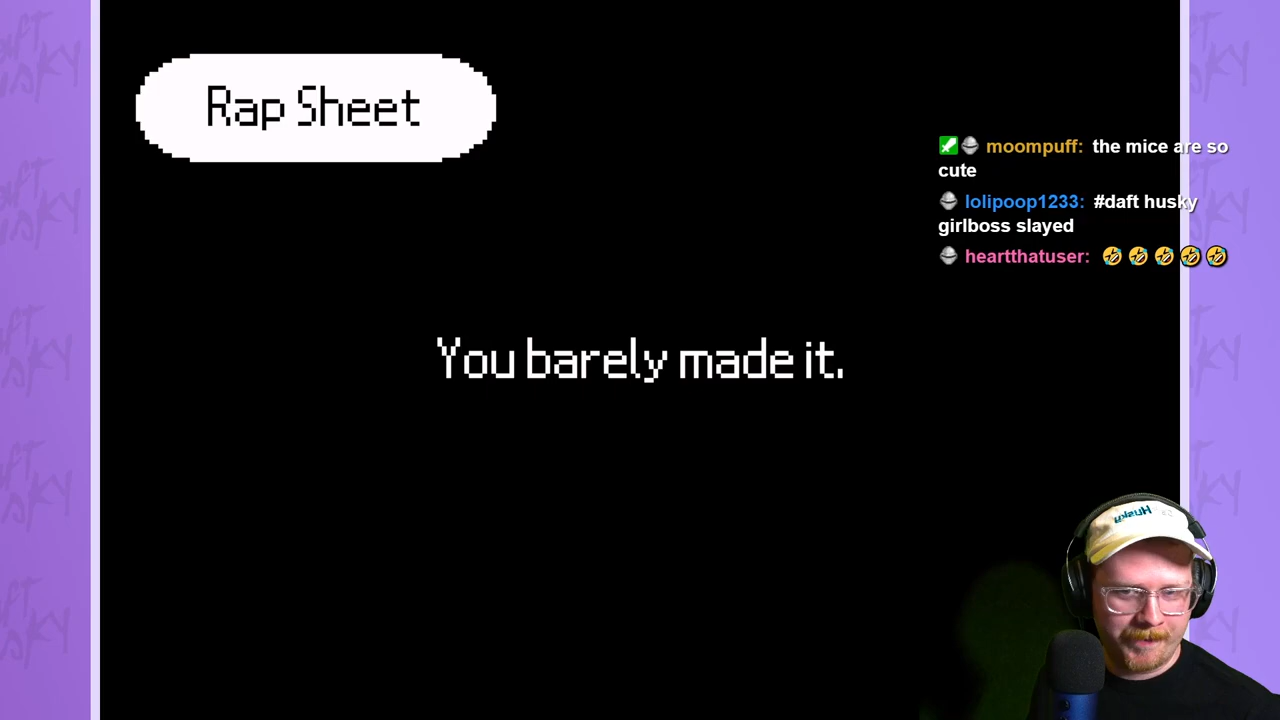 Rap Sheet
moompuff: the mice are so
cute
lolipoop1233: #daft husky
girlboss slayed
heartthatuser: 🤣🤣🤣🤣🤣
You barely made it.
Husky